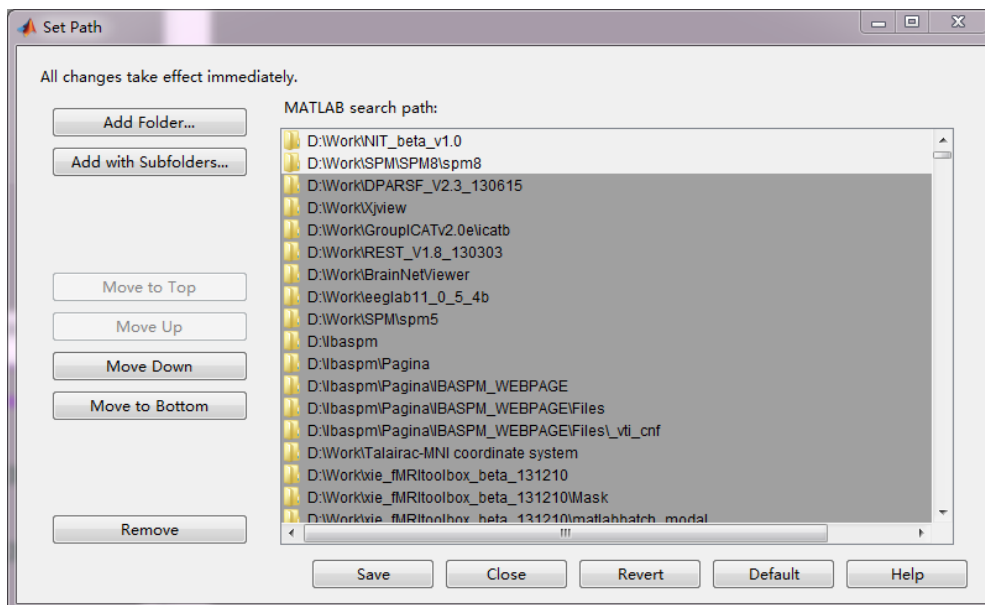 Set Path
All changes take effect immediately.
Add Folder...
Add with Subfolders...
Move to Top
Move Up
Move Down
Move to Bottom
Remove
MATLAB search path:
D:\Work\NIT_beta_v1.0
D:\Work\SPM\SPM8\spm8
D:\Work\DPARSF_V2.3_130615
D:\Work\Xjview
D:\Work\GroupICATv2.0e\icatb
D:\Work\REST_V1.8_130303
D:\Work\BrainNetViewer
D:\Work\eeglab11_0_5_4b
D:\Work\SPM\spm5
D:\Ibaspm
D:\Ibaspm\Pagina
D:\Ibaspm\Pagina\IBASPM_WEBPAGE
D:\Ibaspm\Pagina\IBASPM_WEBPAGE\Files
D:\Ibaspm\Pagina\IBASPM_WEBPAGE\Files\_vti_cnf
D:\Work\Talairac-MNI coordinate system
D:\Work\xie_fMRItoolbox_beta_131210
D:\Work\xie_fMRItoolbox_beta_131210\Mask
D:\Work\xie_fMRItoolbox_beta_131210\matlabbatch_modal
Save
Close
Revert
Default
Help